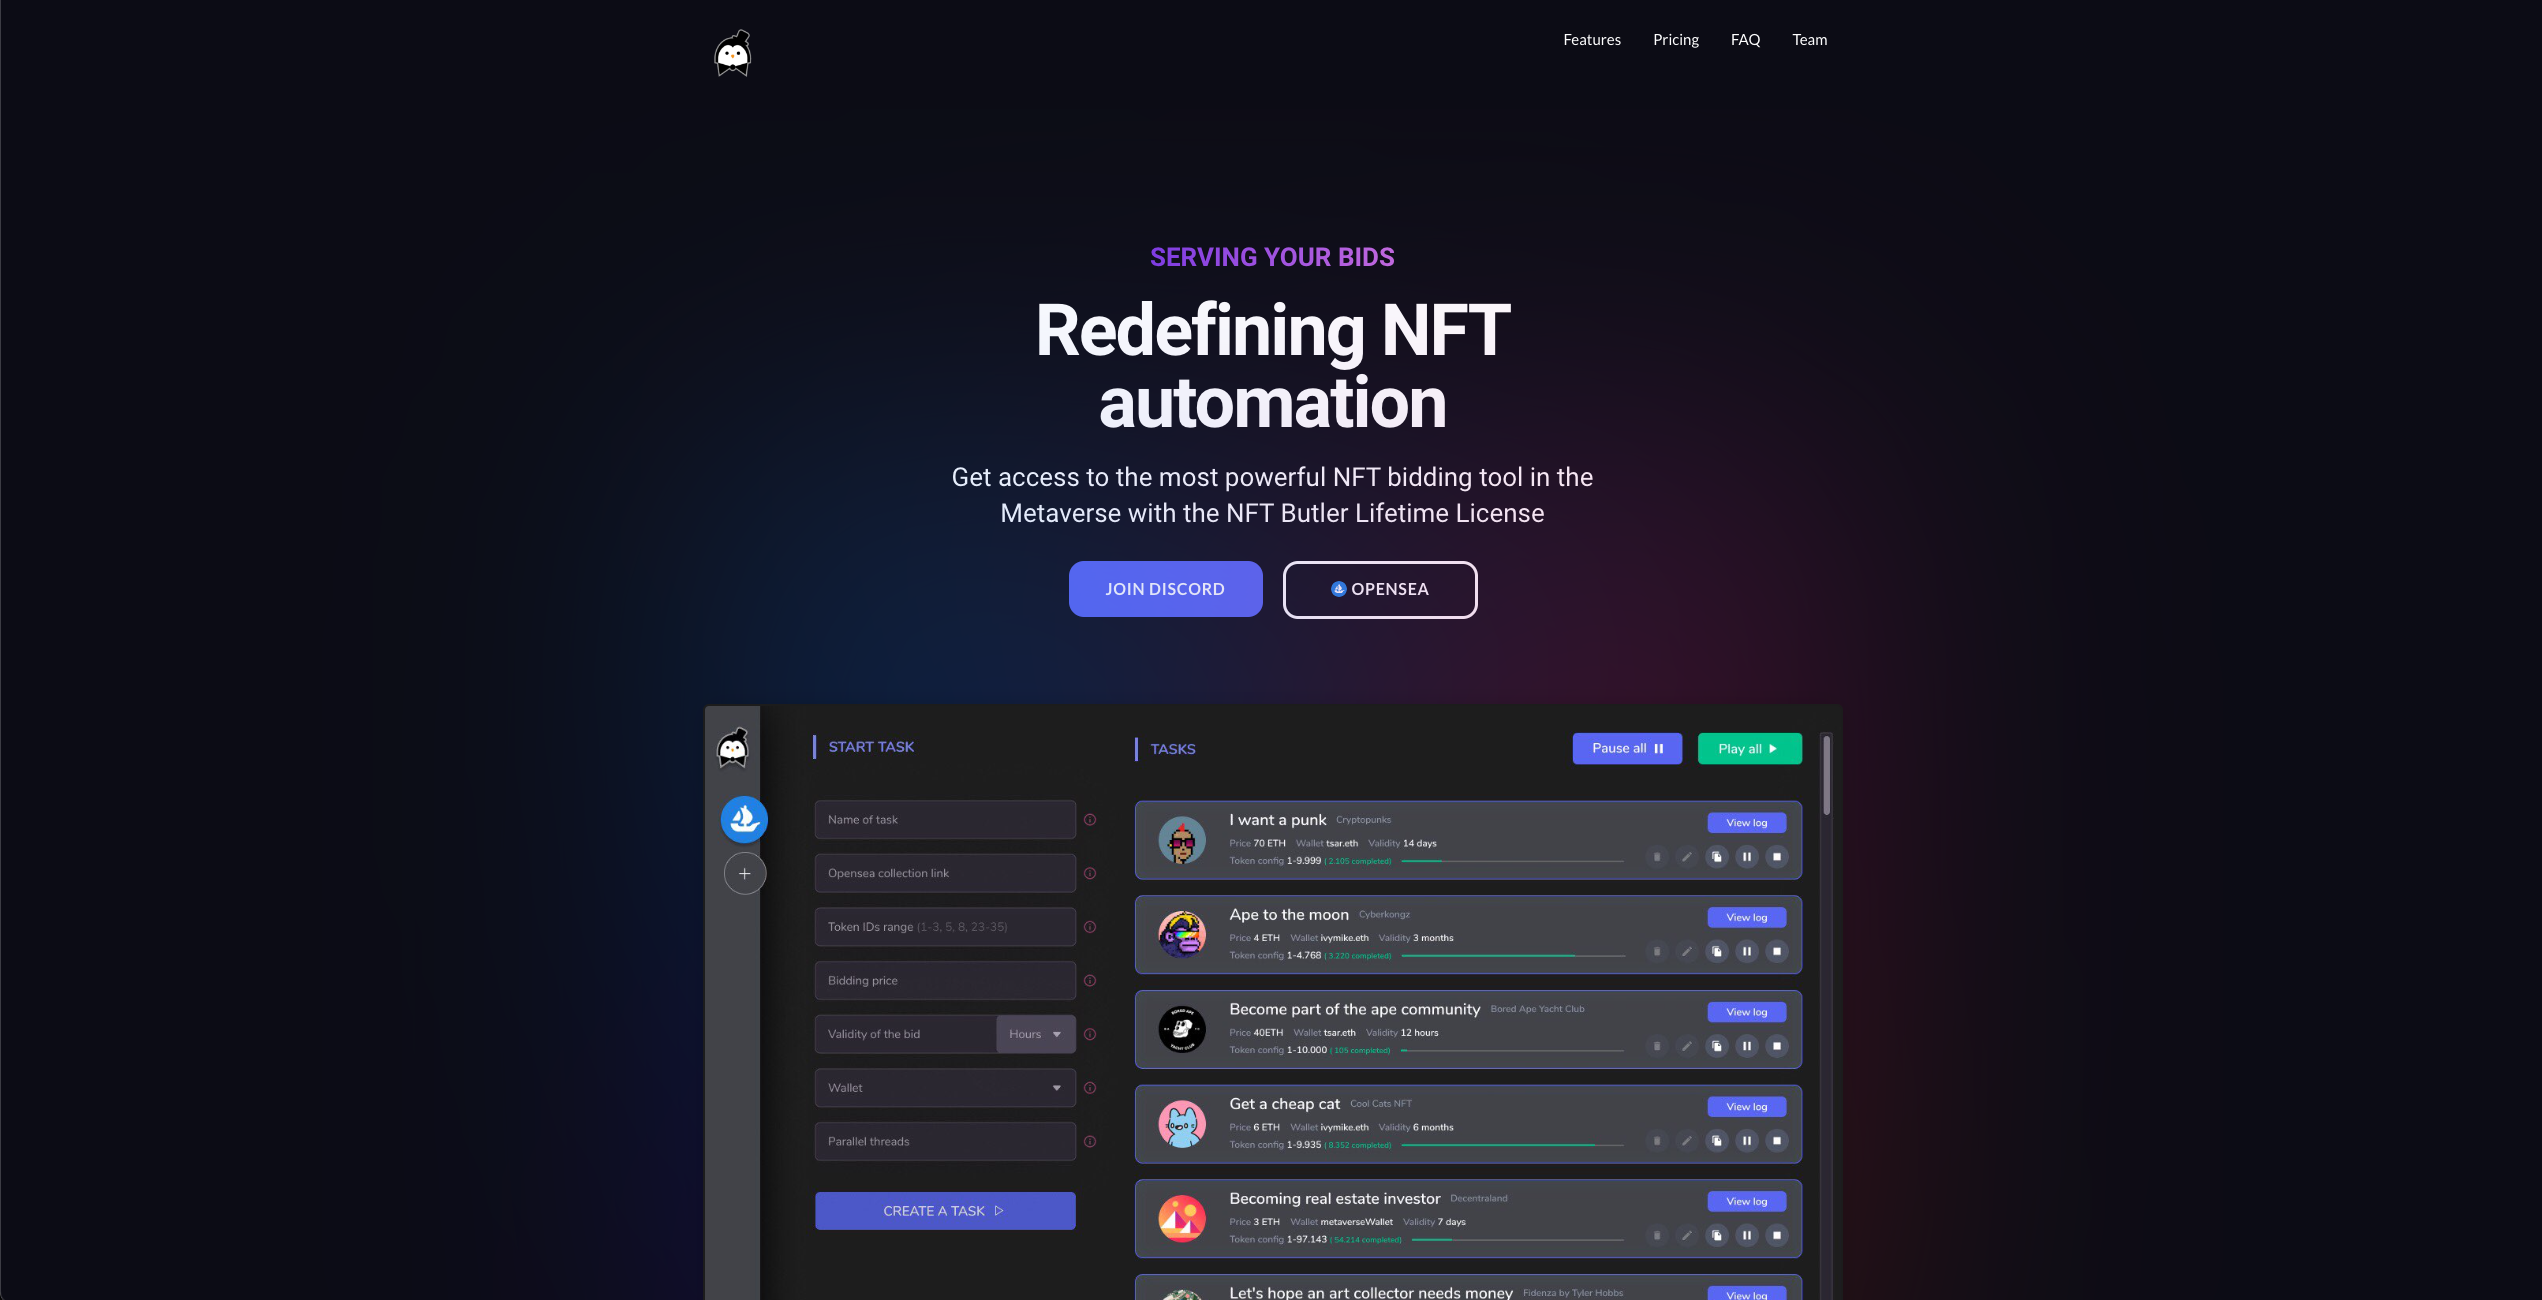 Features Pricing FAQ Team
SERVING YOUR BIDS
Redefining NFT
automation
Get access to the most powerful NFT bidding tool in the
Metaverse with the NFT Butler Lifetime License
JOIN DISCORD
OPENSEA
START TASK
Name of task
Opensea collection link
Token IDs range (1-3, 5, 8, 23-35)
Bidding price
Validity of the bid Hours
Wallet
Parallel threads
CREATE A TASK
TASKS
Pause all
Play all
I want a punk Cryptopunks
View log
Price 70 ETH Wallet tsar.eth Validity 14 days
Token config 1-9.999 ( 2.105 completed)
Ape to the moon Cyberkongz
View log
Price 4 ETH Wallet ivymike.eth Validity 3 months
Token config 1-4.768 ( 3.220 completed)
BORED APE
YACHT CLUB
Become part of the ape community Bored Ape Yacht Club
View log
Price 40ETH Wallet tsar.eth Validity 12 hours
Token config 1-10.000 ( 105 completed)
Get a cheap cat Cool Cats NFT
View log
Price 6 ETH Wallet ivymike.eth Validity 6 months
Token config 1-9.935 ( 8.352 completed)
Becoming real estate investor Decentraland
View log
Price 3 ETH Wallet metaverseWallet Validity 7 days
Token config 1-97.143 ( 54.214 completed)
Let's hope an art collector needs money Fidenza by Tyler Hobbs
View log